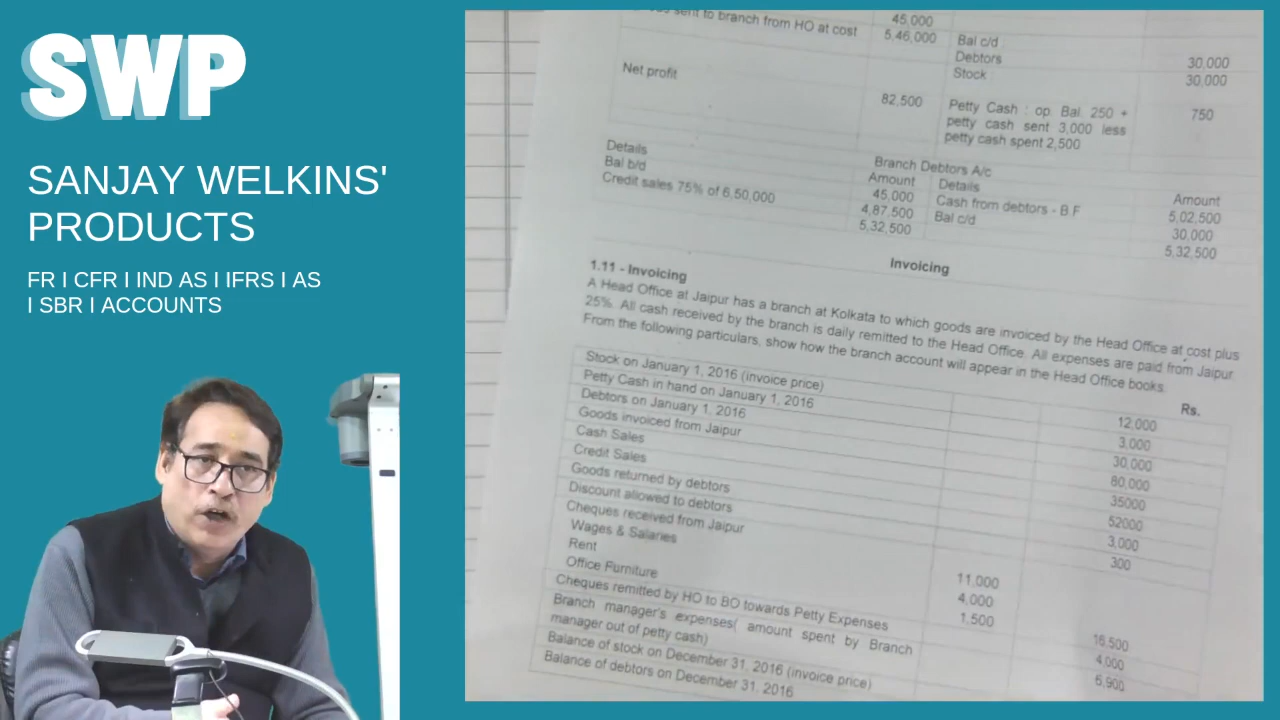 SWP
SANJAY WELKINS'
PRODUCTS
FR I CFR I IND AS I IFRS I AS
I SBR I ACCOUNTS
sent to branch from HO at cost 45,000
5,46,000 Bal c/d
Debtors 30,000
Stock 30,000
Net profit 82,500 Petty Cash : op. Bal. 250 + 750
petty cash sent 3,000 less
petty cash spent 2,500
Branch Debtors A/c
Details Amount Details Amount
Bal b/d 45,000 Cash from debtors - B.F 5,02,500
Credit sales 75% of 6,50,000 4,87,500 Bal c/d 30,000
5,32,500 5,32,500
Invoicing
1.11 - Invoicing
A Head Office at Jaipur has a branch at Kolkata to which goods are invoiced by the Head Office at cost plus
25%. All cash received by the branch is daily remitted to the Head Office. All expenses are paid from Jaipur.
From the following particulars, show how the branch account will appear in the Head Office books.
Rs.
Stock on January 1, 2016 (invoice price) 12,000
Petty Cash in hand on January 1, 2016 3,000
Debtors on January 1, 2016 30,000
Goods invoiced from Jaipur 80,000
Cash Sales 35000
Credit Sales 52000
Goods returned by debtors 3,000
Discount allowed to debtors 300
Cheques received from Jaipur
Wages & Salaries 11,000
Rent 4,000
Office Furniture 1,500 16,500
Cheques remitted by HO to BO towards Petty Expenses 4,000
Branch manager's expenses( amount spent by Branch 6,900
manager out of petty cash)
Balance of stock on December 31, 2016 (invoice price)
Balance of debtors on December 31, 2016